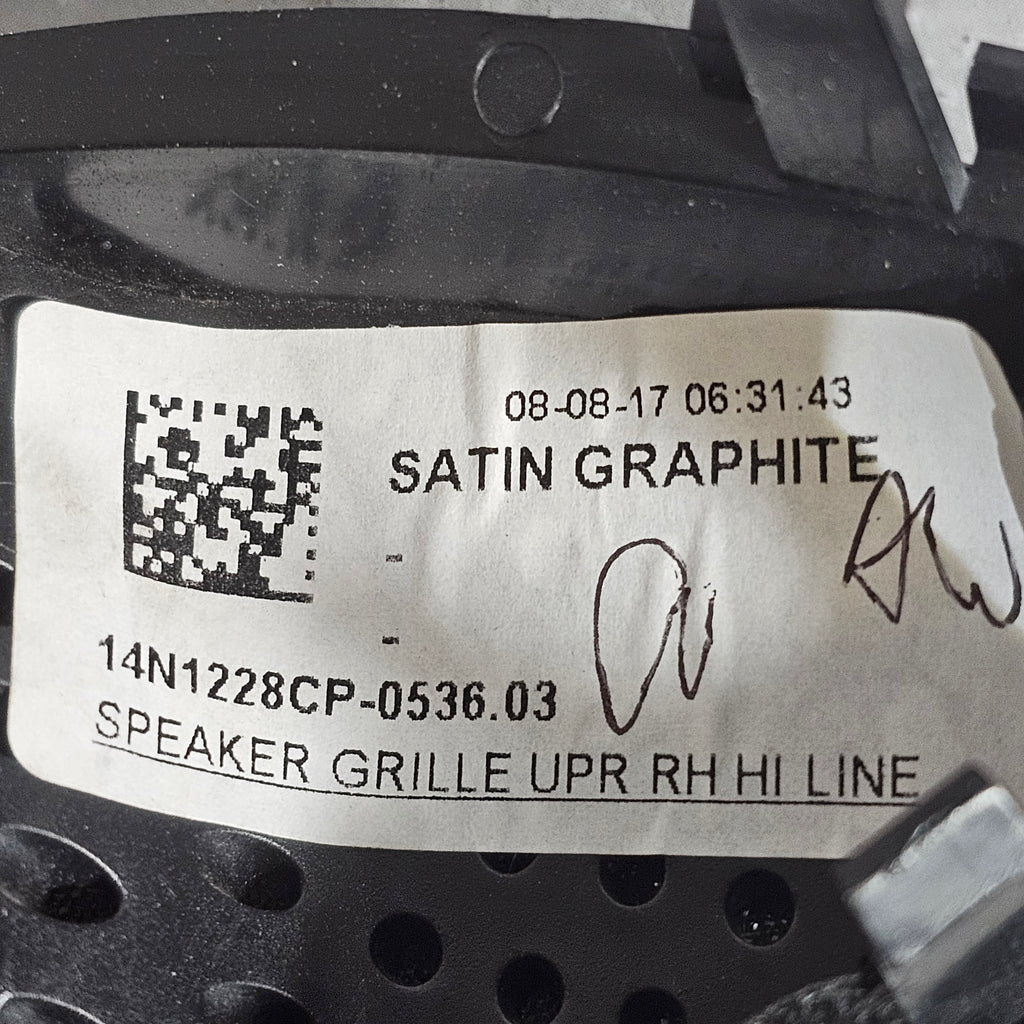 08-08-17 06:31:43
SATIN GRAPHITE
-
-
14N1228CP-0536.03
SPEAKER GRILLE UPR RH HI LINE